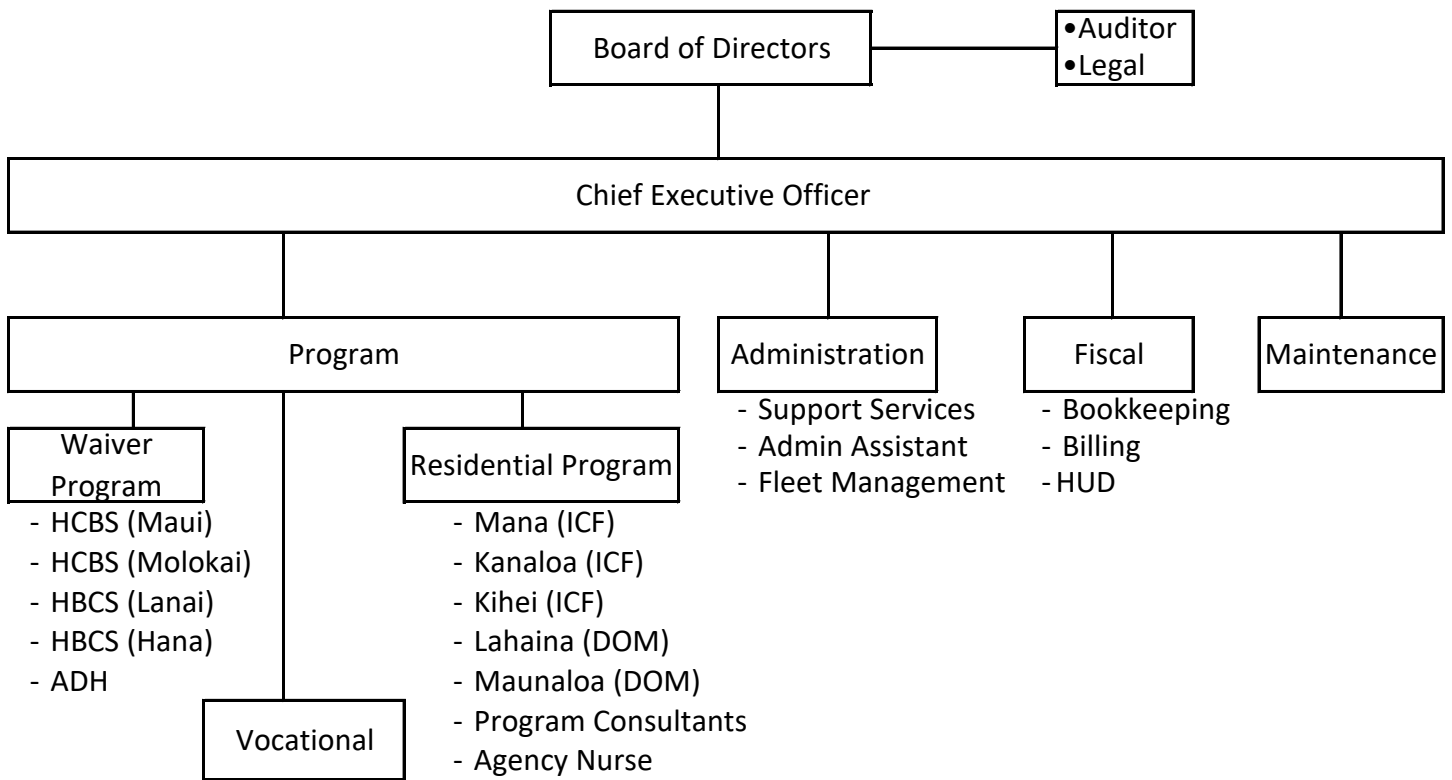 Board of Directors
•Auditor
•Legal
Chief Executive Officer
Program
Administration
Fiscal
Maintenance
- Support Services
- Admin Assistant
- Fleet Management
- Bookkeeping
- Billing
-HUD
Waiver
Program
- HCBS (Maui)
- HCBS (Molokai)
- HBCS (Lanai)
- HBCS (Hana)
- ADH
Vocational
Residential Program
- Mana (ICF)
- Kanaloa (ICF)
- Kihei (ICF)
- Lahaina (DOM)
- Maunaloa (DOM)
- Program Consultants
- Agency Nurse